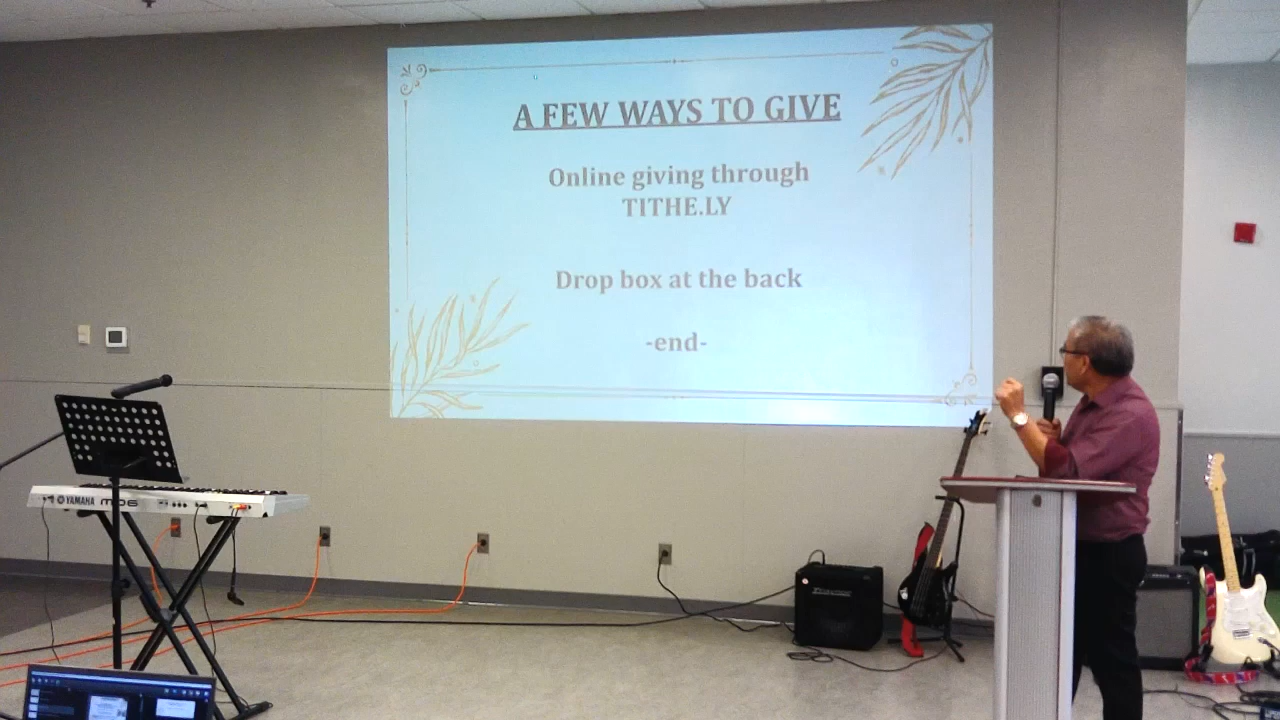 A FEW WAYS TO GIVE
Online giving through
TITHE.LY
Drop box at the back
-end-
YAMAHA MO6